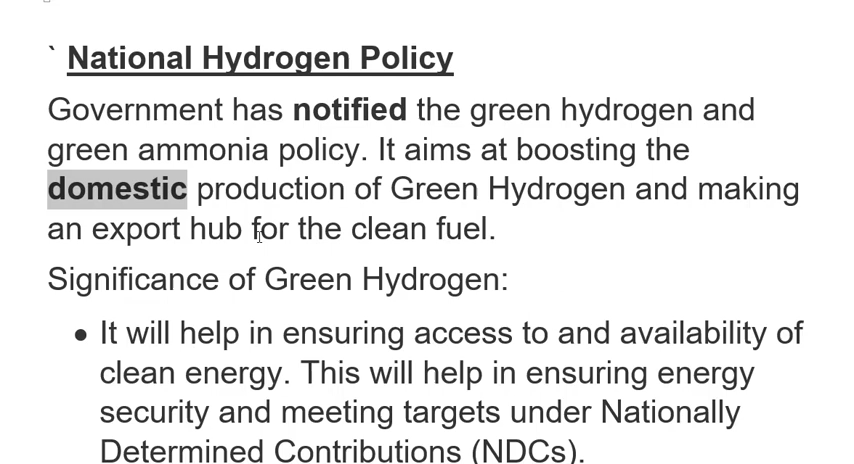 ` National Hydrogen Policy
Government has notified the green hydrogen and
green ammonia policy. It aims at boosting the
domestic production of Green Hydrogen and making
an export hub for the clean fuel.
Significance of Green Hydrogen:
● It will help in ensuring access to and availability of
clean energy. This will help in ensuring energy
security and meeting targets under Nationally
Determined Contributions (NDCs).